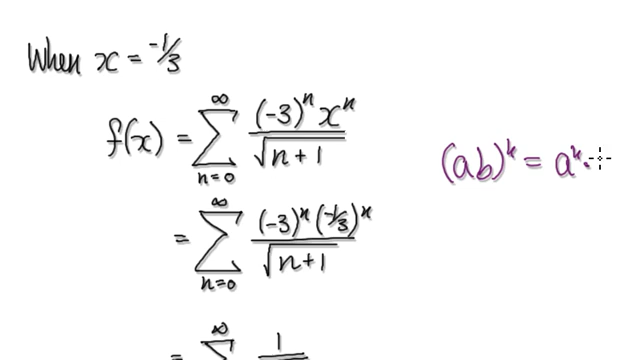 When x = -1/3
f(x) = ∑_{n=0}^{∞} (-3)^n x^n / √(n+1)
(ab)^n = a^n ·
= ∑_{n=0}^{∞} (-3)^n (-1/3)^n / √(n+1)
= ∑^{∞} 1 / √